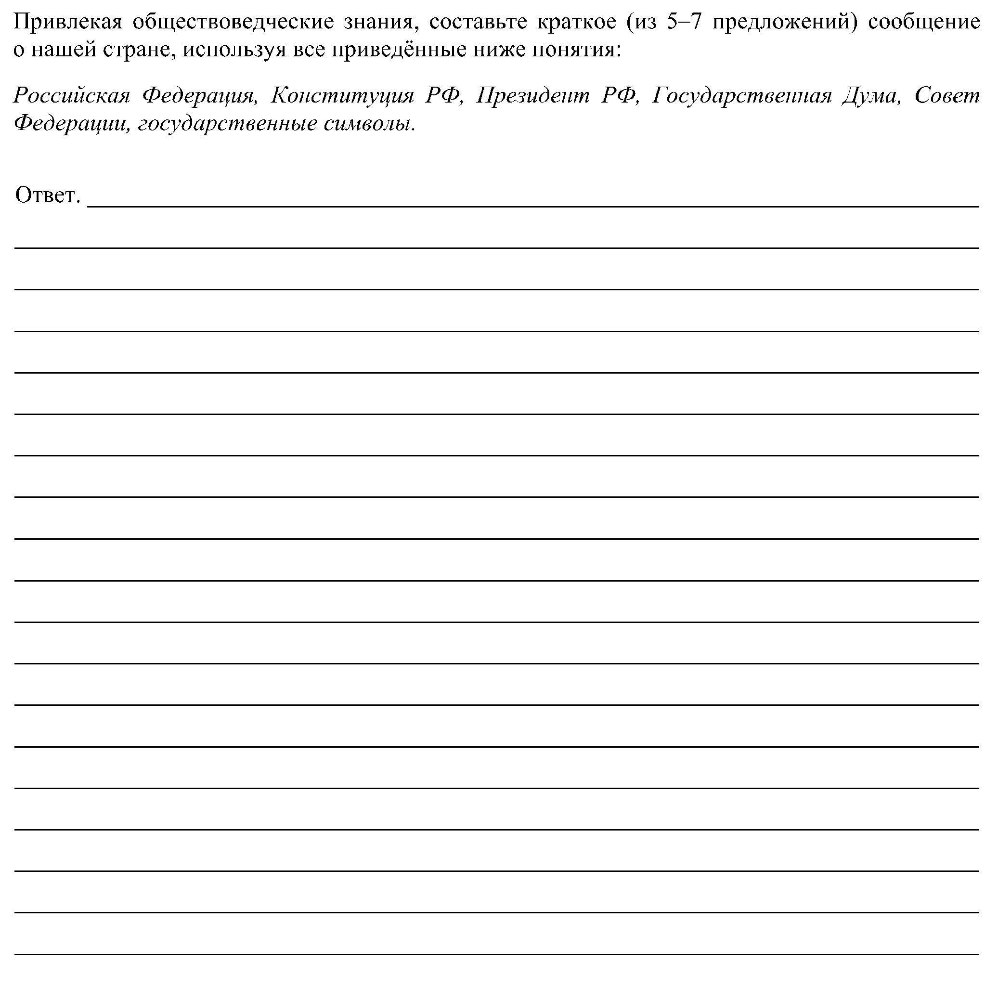 Привлекая обществоведческие знания, составьте краткое (из 5–7 предложений) сообщение
о нашей стране, используя все приведённые ниже понятия:
Российская Федерация, Конституция РФ, Президент РФ, Государственная Дума, Совет
Федерации, государственные символы.
Ответ.